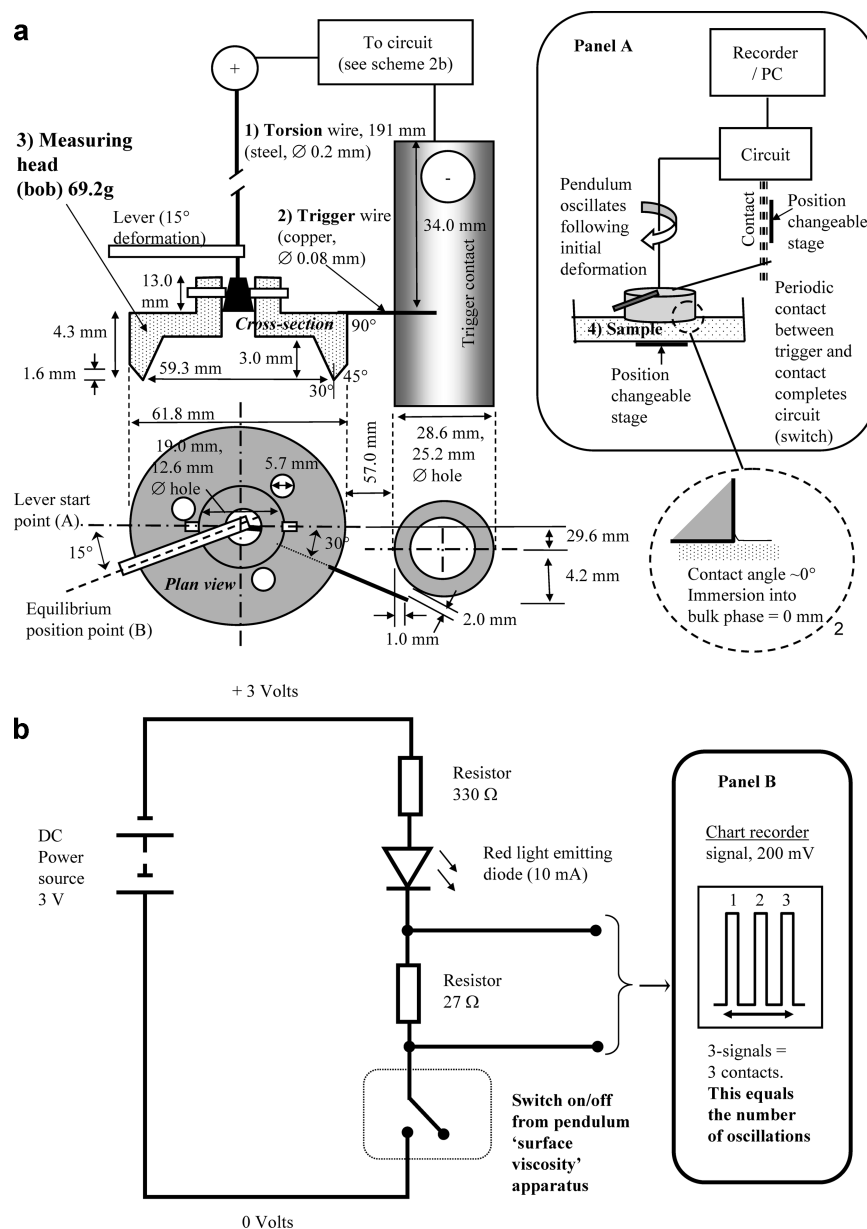 a
+
To circuit
(see scheme 2b)
3) Measuring
head
(bob) 69.2g
1) Torsion wire, 191 mm
(steel, ∅ 0.2 mm)
-
Lever (15°
deformation)
2) Trigger wire
(copper,
∅ 0.08 mm)
34.0 mm
Trigger contact
13.0
mm
Cross-section
90°
4.3 mm
3.0 mm
1.6 mm
59.3 mm
30°
45°
61.8 mm
28.6 mm,
25.2 mm
∅ hole
57.0 mm
19.0 mm,
12.6 mm
∅ hole
5.7 mm
Lever start
point (A).
15°
30°
29.6 mm
4.2 mm
Plan view
Equilibrium
position point (B)
2.0 mm
1.0 mm
Panel A
Recorder
/ PC
Circuit
Pendulum
oscillates
following
initial
deformation
Contact
Position
changeable
stage
4) Sample
Position
changeable
stage
Periodic
contact
between
trigger and
contact
completes
circuit
(switch)
Contact angle ~0°
Immersion into
bulk phase = 0 mm
2
+ 3 Volts
b
Resistor
330 Ω
DC
Power
source
3 V
Red light emitting
diode (10 mA)
Resistor
27 Ω
Switch on/off
from pendulum
‘surface
viscosity’
apparatus
0 Volts
Panel B
Chart recorder
signal, 200 mV
1 2 3
3-signals =
3 contacts.
This equals
the number
of oscillations